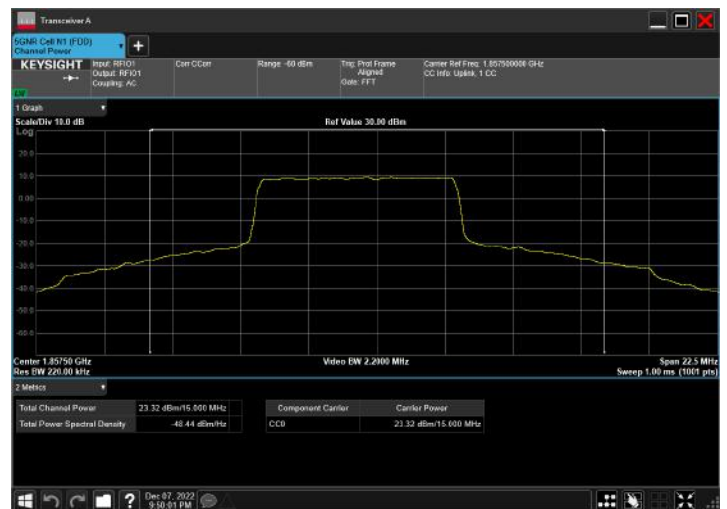 Transceiver A
5GNR Cell N1 (FDD)
Channel Power
KEYSIGHT
Input: RFIO1
Output: RFIO1
Coupling: AC
Corr CCorr
Range: -60 dBm
Trig: Prot Frame
Aligned
Gate: FFT
Carrier Ref Freq: 1.857500000 GHz
CC Info: Uplink, 1 CC
1 Graph
Scale/Div 10.0 dB
Ref Value 30.00 dBm
Log
20.0
10.0
0.00
-10.0
-20.0
-30.0
-40.0
-50.0
-60.0
Center 1.85750 GHz
Video BW 2.2000 MHz
Span 22.5 MHz
Res BW 220.00 kHz
Sweep 1.00 ms (1001 pts)
2 Metrics
Total Channel Power 23.32 dBm/15.000 MHz
Total Power Spectral Density -48.44 dBm/Hz
Component Carrier Carrier Power
CC0 23.32 dBm/15.000 MHz
?
Dec 07, 2022
9:50:01 PM